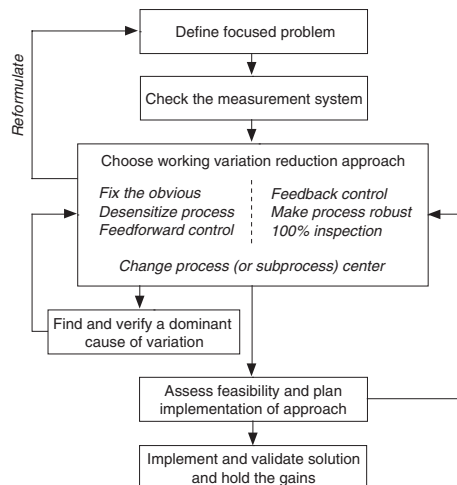 Define focused problem
Reformulate
Check the measurement system
Choose working variation reduction approach
Fix the obvious
Desensitize process
Feedforward control
Feedback control
Make process robust
100% inspection
Change process (or subprocess) center
Find and verify a dominant
cause of variation
Assess feasibility and plan
implementation of approach
Implement and validate solution
and hold the gains